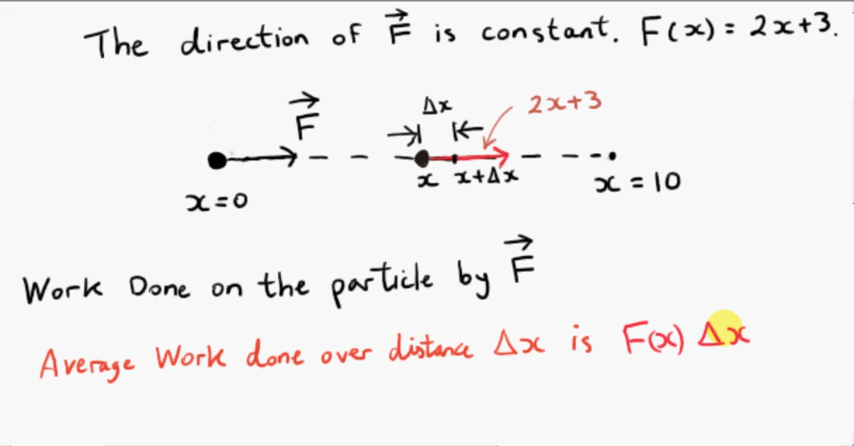 The direction of F⃗ is constant. F(x) = 2x+3.
Δx
2x+3
F⃗
x x+Δx
x=0
x = 10
Work Done on the particle by F⃗
Average Work done over distance Δx is F(x) Δx